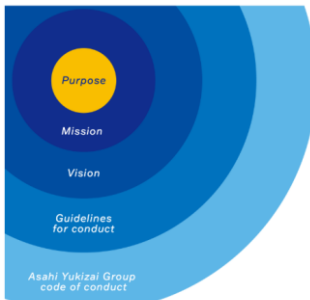 Purpose
Mission
Vision
Guidelines
for conduct
Asahi Yukizai Group
code of conduct